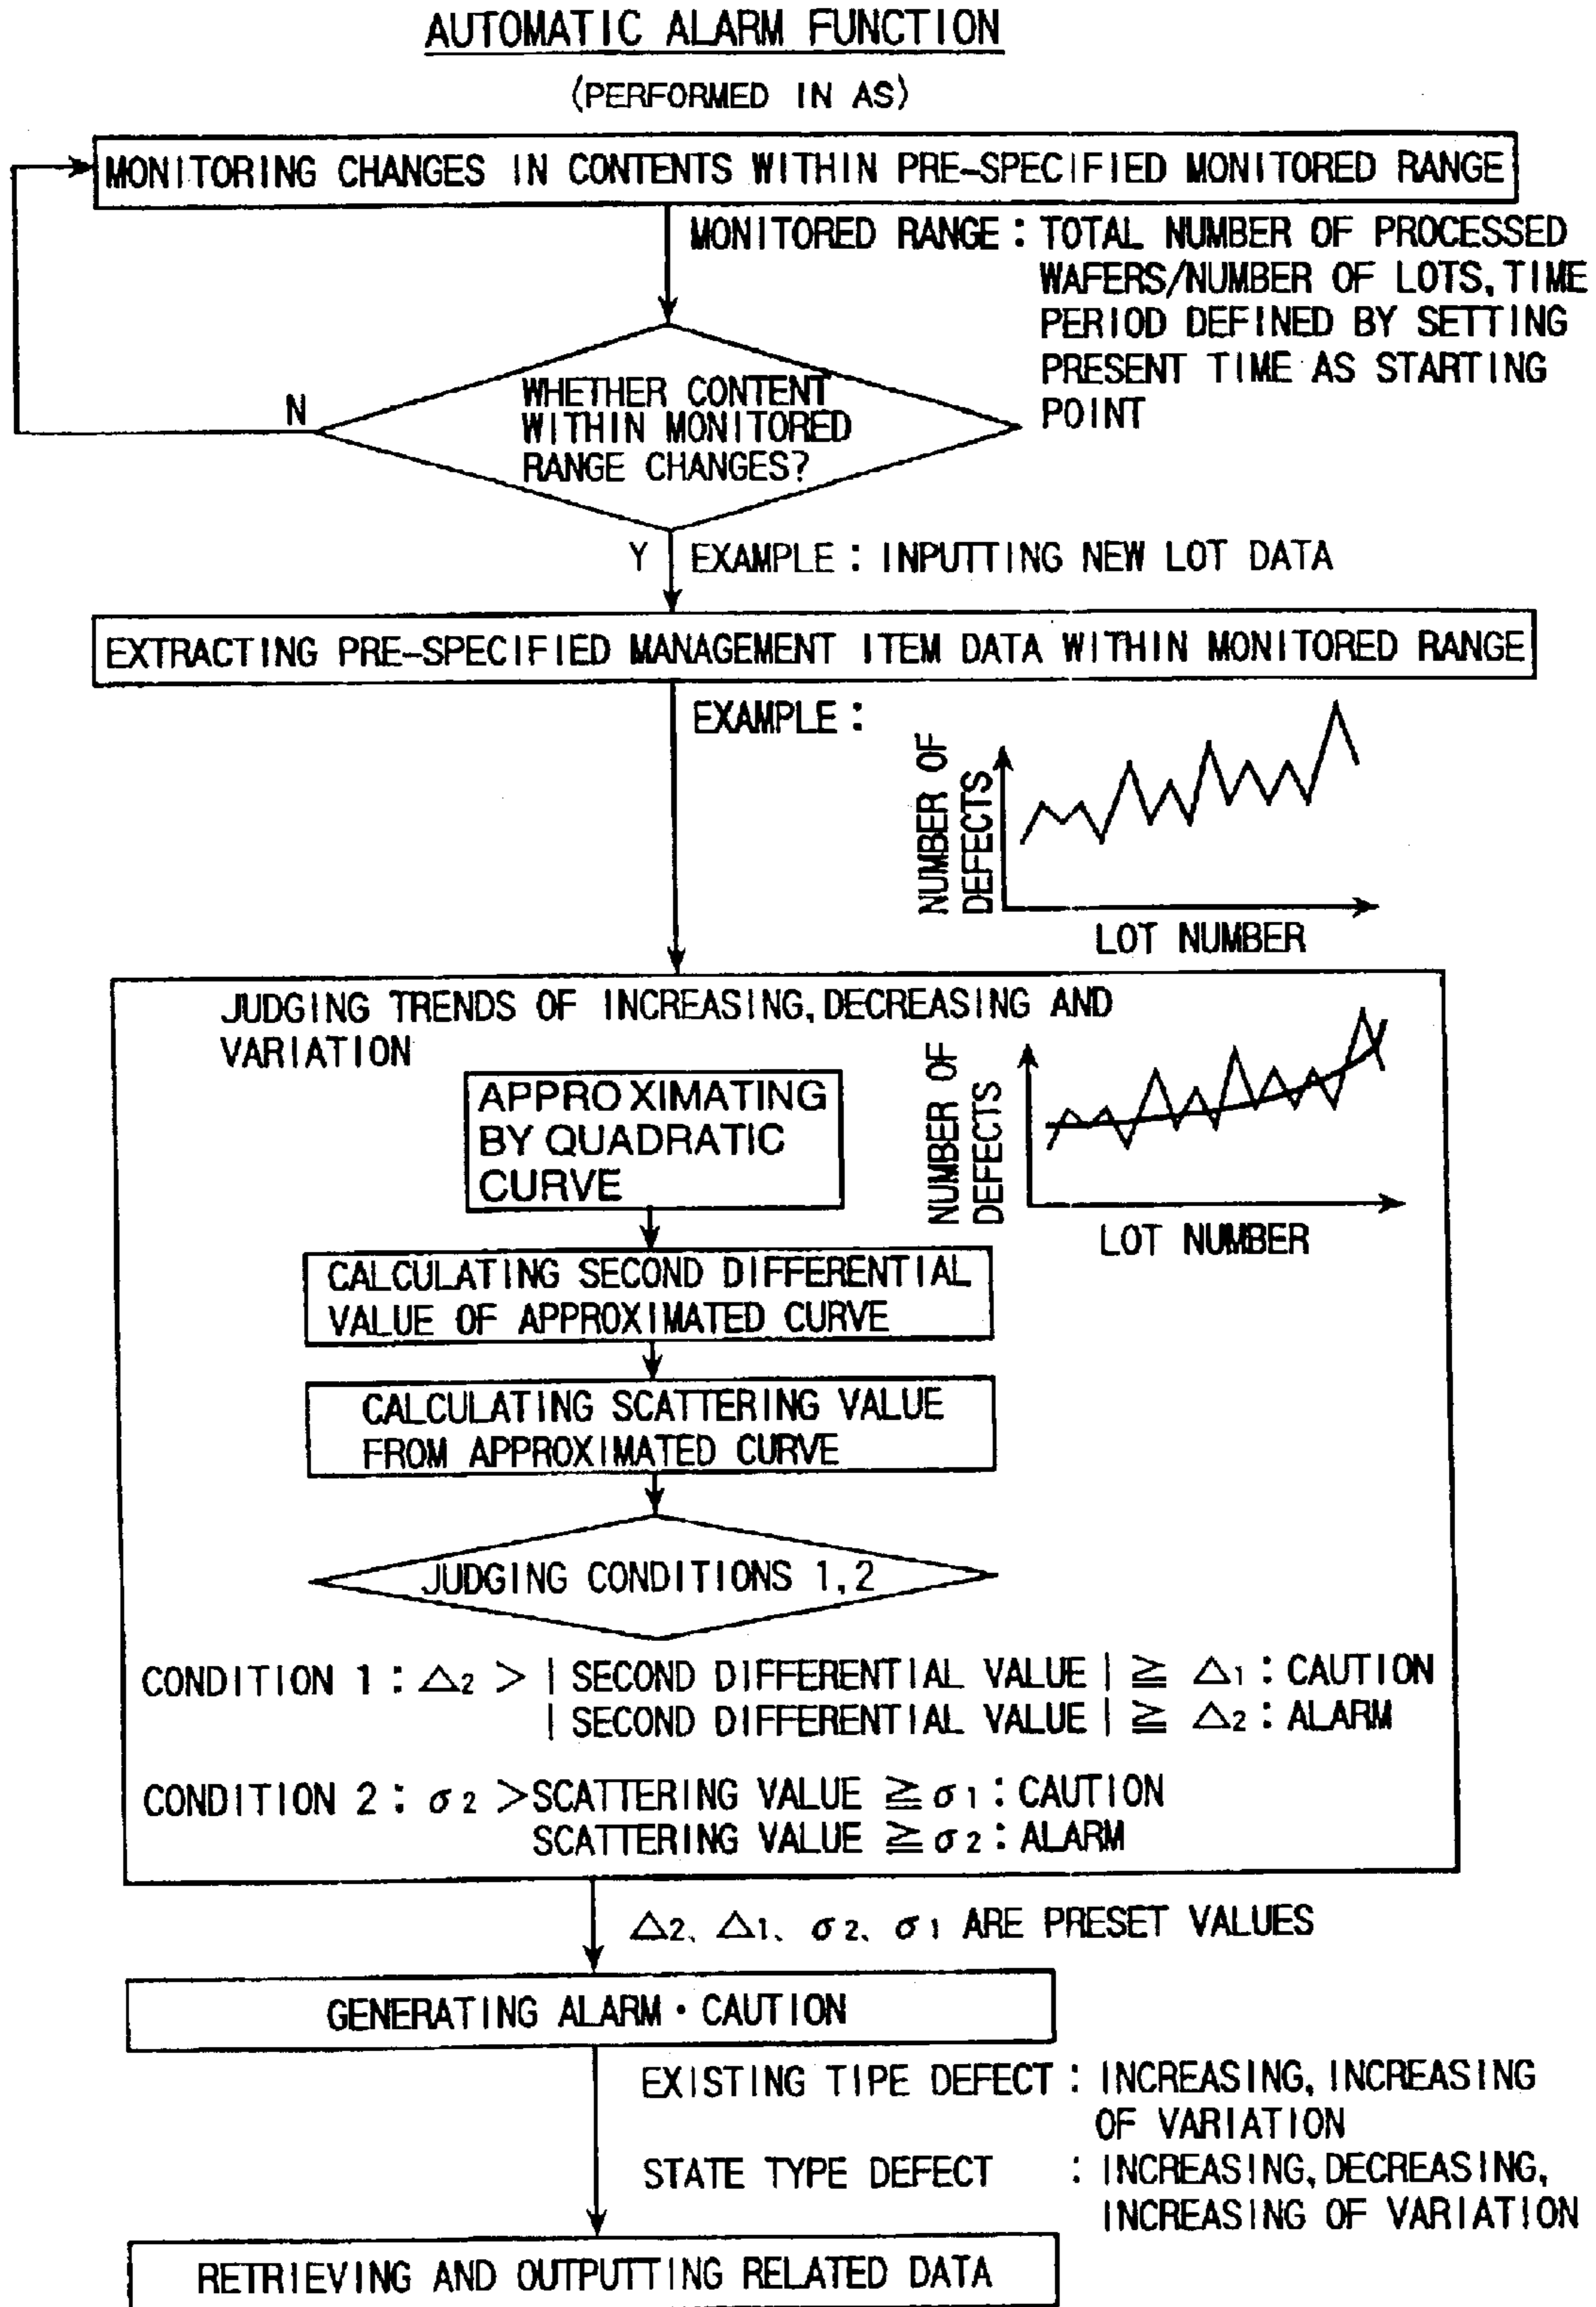 AUTOMATIC ALARM FUNCTION
(PERFORMED IN AS)
MONITORING CHANGES IN CONTENTS WITHIN PRE-SPECIFIED MONITORED RANGE
MONITORED RANGE : TOTAL NUMBER OF PROCESSED
WAFERS/NUMBER OF LOTS, TIME
PERIOD DEFINED BY SETTING
PRESENT TIME AS STARTING
POINT
WHETHER CONTENT
WITHIN MONITORED
RANGE CHANGES?
N
Y
EXAMPLE : INPUTTING NEW LOT DATA
EXTRACTING PRE-SPECIFIED MANAGEMENT ITEM DATA WITHIN MONITORED RANGE
EXAMPLE :
NUMBER OF
DEFECTS
LOT NUMBER
JUDGING TRENDS OF INCREASING, DECREASING AND
VARIATION
APPRO XIMATING
BY QUADRATIC
CURVE
NUMBER OF
DEFECTS
LOT NUMBER
CALCULATING SECOND DIFFERENTIAL
VALUE OF APPROXIMATED CURVE
CALCULATING SCATTERING VALUE
FROM APPROXIMATED CURVE
JUDGING CONDITIONS 1, 2
CONDITION 1 : △2 > | SECOND DIFFERENTIAL VALUE | ≧ △1 : CAUTION
| SECOND DIFFERENTIAL VALUE | ≧ △2 : ALARM
CONDITION 2 : σ2 > SCATTERING VALUE ≧ σ1 : CAUTION
SCATTERING VALUE ≧ σ2 : ALARM
△2、△1、σ2、σ1 ARE PRESET VALUES
GENERATING ALARM・CAUTION
EXISTING TIPE DEFECT : INCREASING, INCREASING
OF VARIATION
STATE TYPE DEFECT : INCREASING, DECREASING,
INCREASING OF VARIATION
RETRIEVING AND OUTPUTTING RELATED DATA